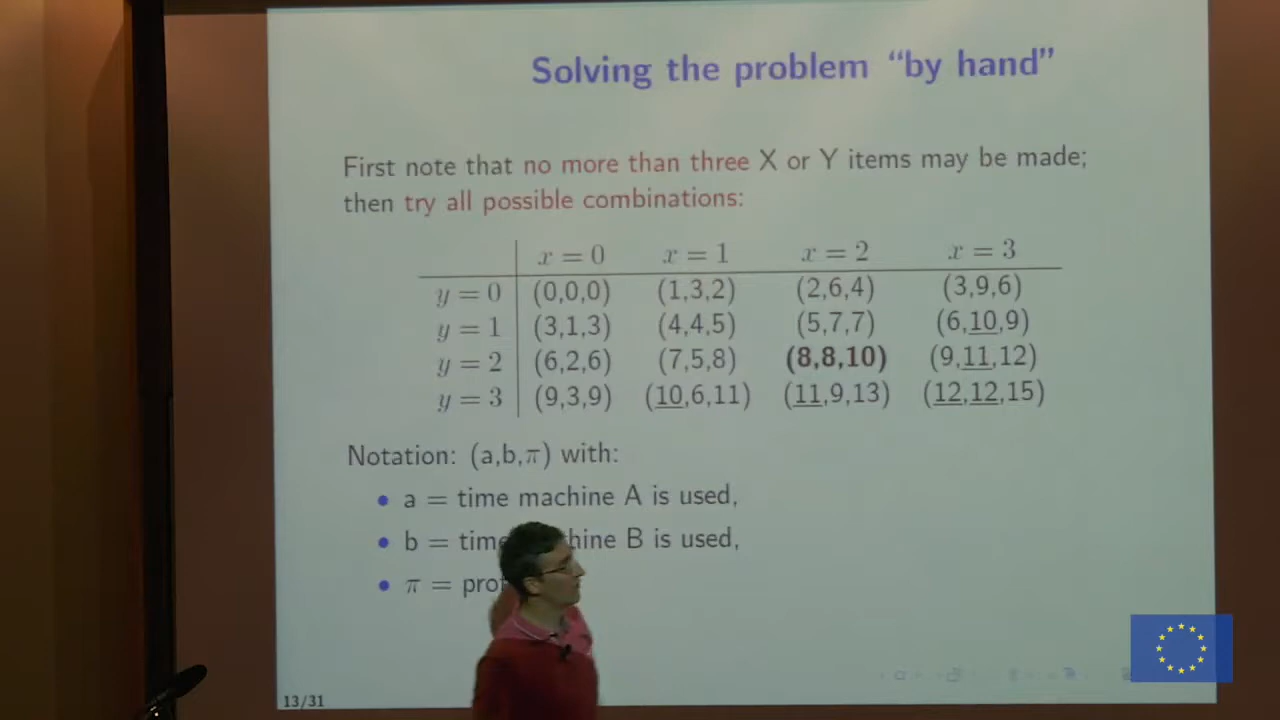 Solving the problem “by hand”
First note that no more than three X or Y items may be made;
then try all possible combinations:
x = 0 x = 1 x = 2 x = 3
y = 0 (0,0,0) (1,3,2) (2,6,4) (3,9,6)
y = 1 (3,1,3) (4,4,5) (5,7,7) (6,10,9)
y = 2 (6,2,6) (7,5,8) (8,8,10) (9,11,12)
y = 3 (9,3,9) (10,6,11) (11,9,13) (12,12,15)
Notation: (a,b,π) with:
• a = time machine A is used,
• b = time hine B is used,
• π =
13/31